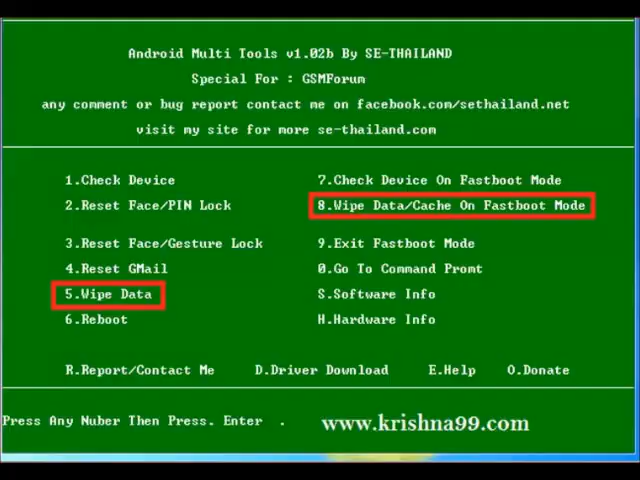 Android Multi Tools v1.02b By SE-THAILAND
Special For : GSMForum
any comment or bug report contact me on facebook.com/sethailand.net
visit my site for more se-thailand.com
1.Check Device
2.Reset Face/PIN Lock
3.Reset Face/Gesture Lock
4.Reset GMail
5.Wipe Data
6.Reboot
7.Check Device On Fastboot Mode
8.Wipe Data/Cache On Fastboot Mode
9.Exit Fastboot Mode
0.Go To Command Promt
S.Software Info
H.Hardware Info
R.Report/Contact Me D.Driver Download E.Help O.Donate
Press Any Nuber Then Press. Enter .
www.krishna99.com